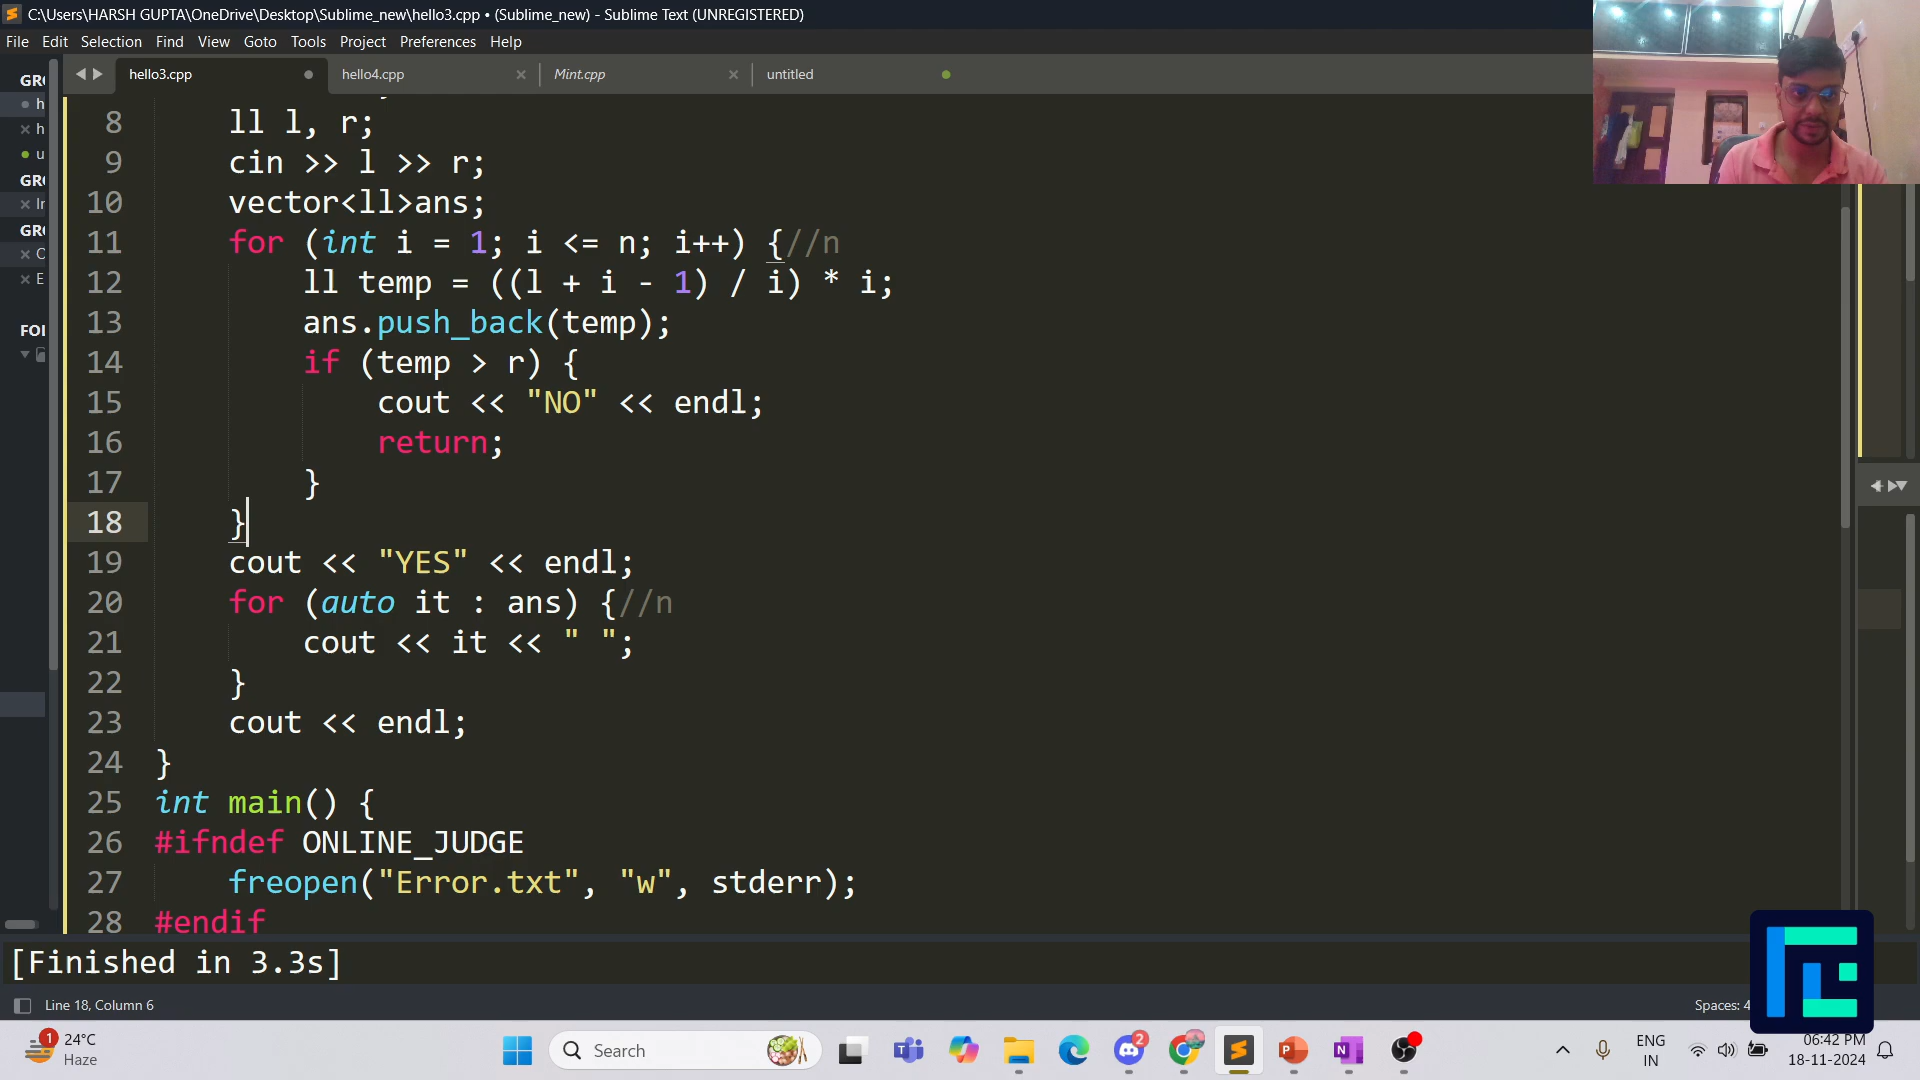 C:\Users\HARSH GUPTA\OneDrive\Desktop\Sublime_new\hello3.cpp • (Sublime_new) - Sublime Text (UNREGISTERED)
File Edit Selection Find View Goto Tools Project Preferences Help
hello3.cpp hello4.cpp Mint.cpp untitled
8 ll l, r;
9 cin >> l >> r;
10 vector<ll>ans;
11 for (int i = 1; i <= n; i++) {//n
12 ll temp = ((l + i - 1) / i) * i;
13 ans.push_back(temp);
14 if (temp > r) {
15 cout << "NO" << endl;
16 return;
17 }
18 }
19 cout << "YES" << endl;
20 for (auto it : ans) {//n
21 cout << it << " ";
22 }
23 cout << endl;
24 }
25 int main() {
26 #ifndef ONLINE_JUDGE
27 freopen("Error.txt", "w", stderr);
28 #endif
[Finished in 3.3s]
Line 18, Column 6
Spaces: 4
1 24°C
Haze
Search
2
ENG
IN
06:42 PM
18-11-2024